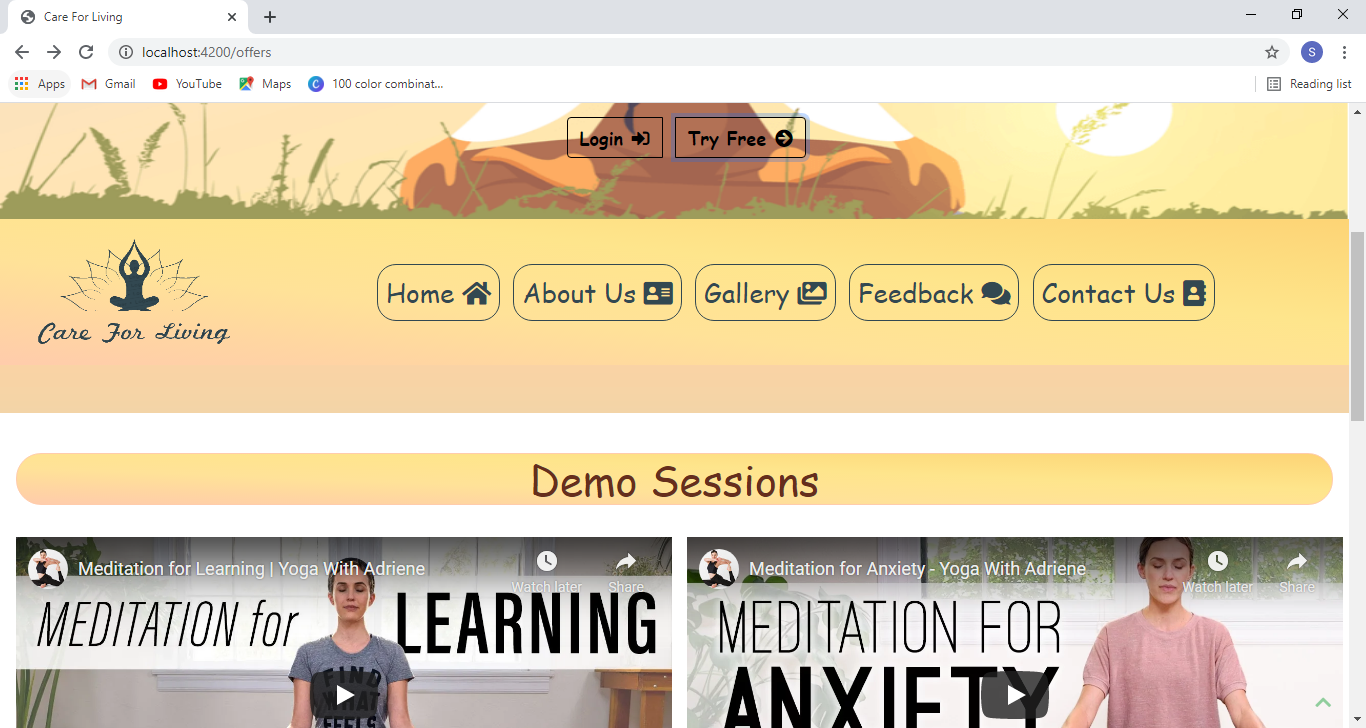 Care For Living
localhost:4200/offers
S
Apps Gmail YouTube Maps 100 color combinat... Reading list
Login Try Free
Home About Us Gallery Feedback Contact Us
Care For Living
Demo Sessions
Meditation for Learning | Yoga With Adriene
Watch later Share
MEDITATION for LEARNING
FIND
WHAT
FEELS
Meditation for Anxiety - Yoga With Adriene
Watch later Share
MEDITATION FOR
ANXIETY